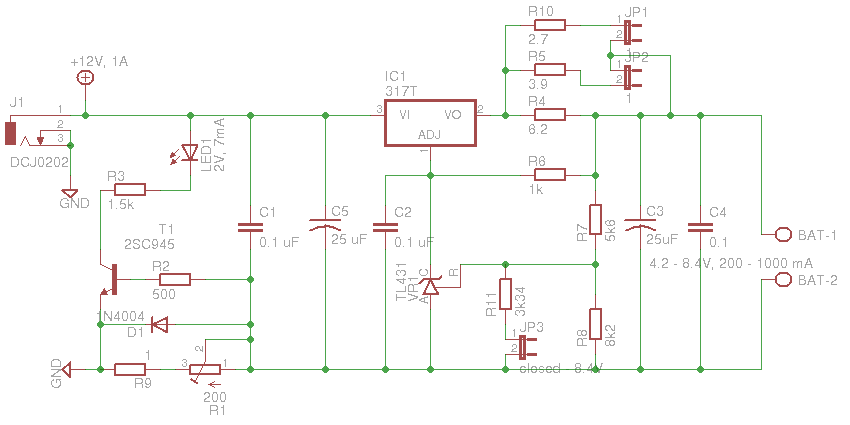 R10
2.7
JP1
1
2
+12V, 1A
R5
3.9
JP2
2
1
IC1
317T
J1
1
2
3
DCJ0202
GND
3
VI
VO
2
ADJ
1
R4
6.2
LED1
2V, 7mA
R3
1.5k
R6
1k
T1
2SC945
C1
0.1 uF
C5
25 uF
C2
0.1 uF
R7
5k6
C3
25uF
C4
0.1
BAT-1
4.2 - 8.4V, 200 - 1000 mA
BAT-2
R2
500
TL431
VR1
C
A
R
R11
3k34
R8
8k2
1N4004
D1
JP3
1
2
closed - 8.4V
GND
1
R9
3
2
1
200
R1